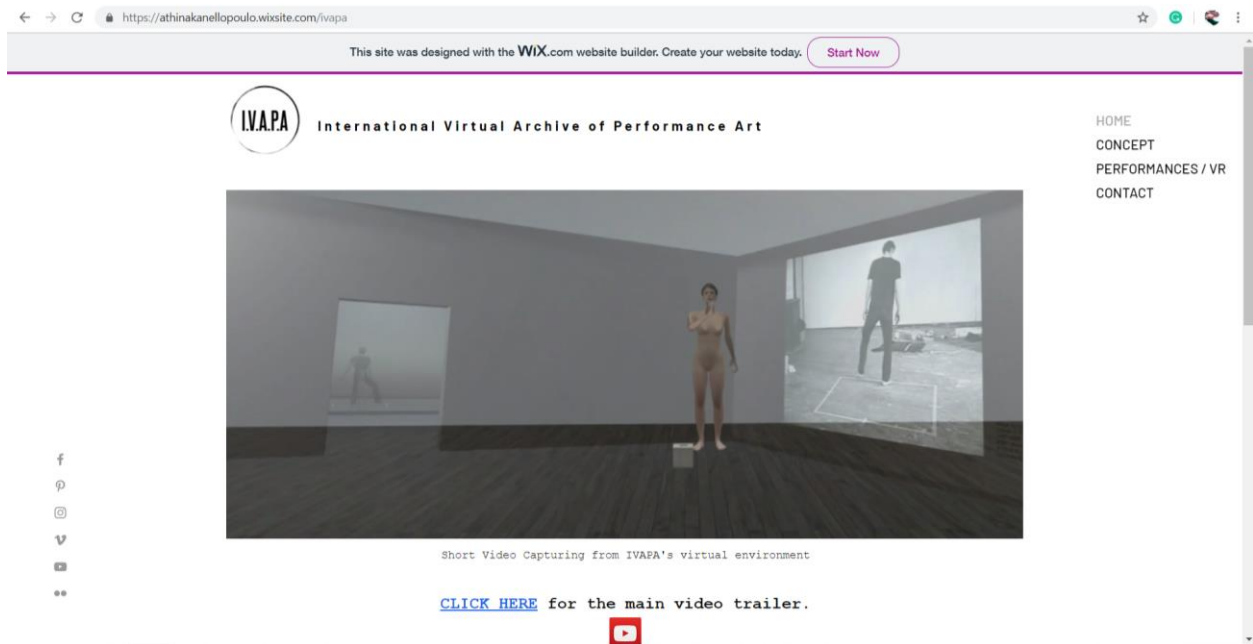 https://athinakanellopoulo.wixsite.com/ivapa
This site was designed with the WiX.com website builder. Create your website today. Start Now
I.V.A.P.A
International Virtual Archive of Performance Art
HOME
CONCEPT
PERFORMANCES / VR
CONTACT
Short Video Capturing from IVAPA's virtual environment
CLICK HERE for the main video trailer.